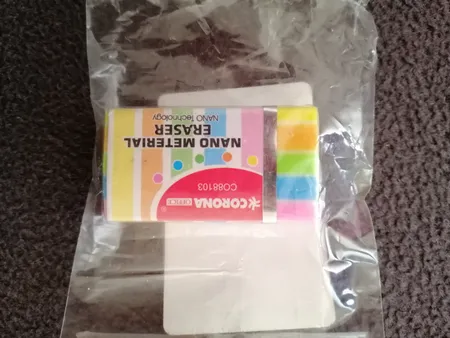 CORONA OFFICE
CO88103
NANO METERIAL
ERASER
NANO Technology